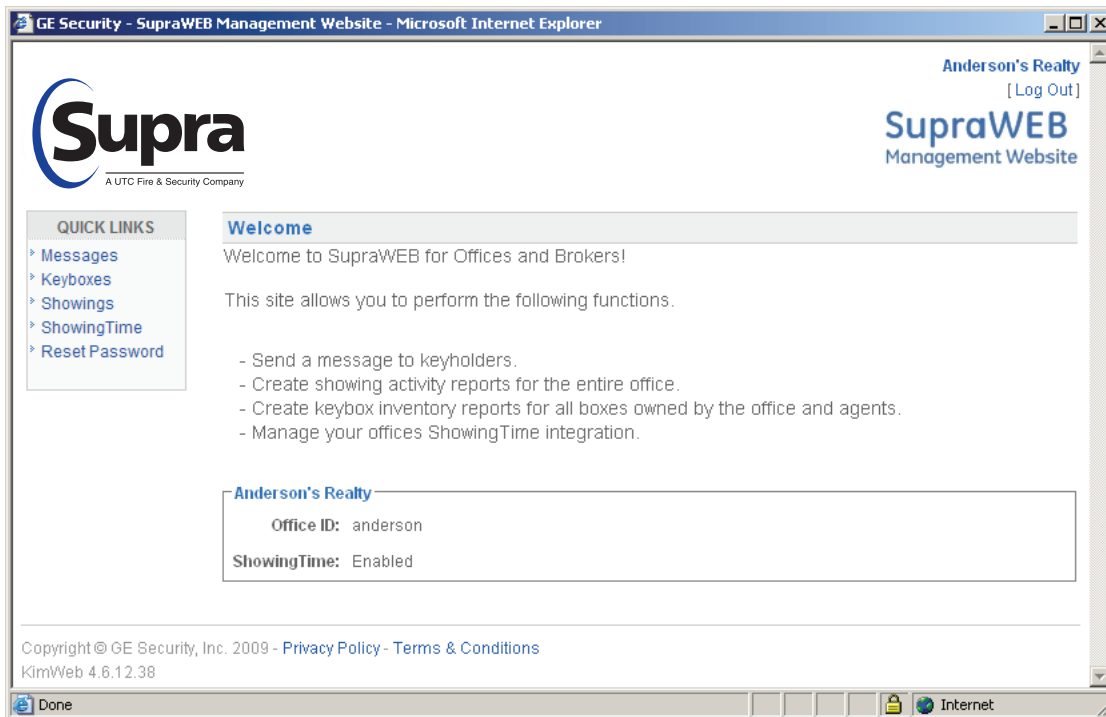 GE Security - SupraWEB Management Website - Microsoft Internet Explorer
Anderson's Realty
[ Log Out ]
Supra
A UTC Fire & Security Company
SupraWEB
Management Website
QUICK LINKS
Messages
Keyboxes
Showings
ShowingTime
Reset Password
Welcome
Welcome to SupraWEB for Offices and Brokers!
This site allows you to perform the following functions.
- Send a message to keyholders.
- Create showing activity reports for the entire office.
- Create keybox inventory reports for all boxes owned by the office and agents.
- Manage your offices ShowingTime integration.
Anderson's Realty
Office ID: anderson
ShowingTime: Enabled
Copyright © GE Security, Inc. 2009 - Privacy Policy - Terms & Conditions
KimWeb 4.6.12.38
Done
Internet